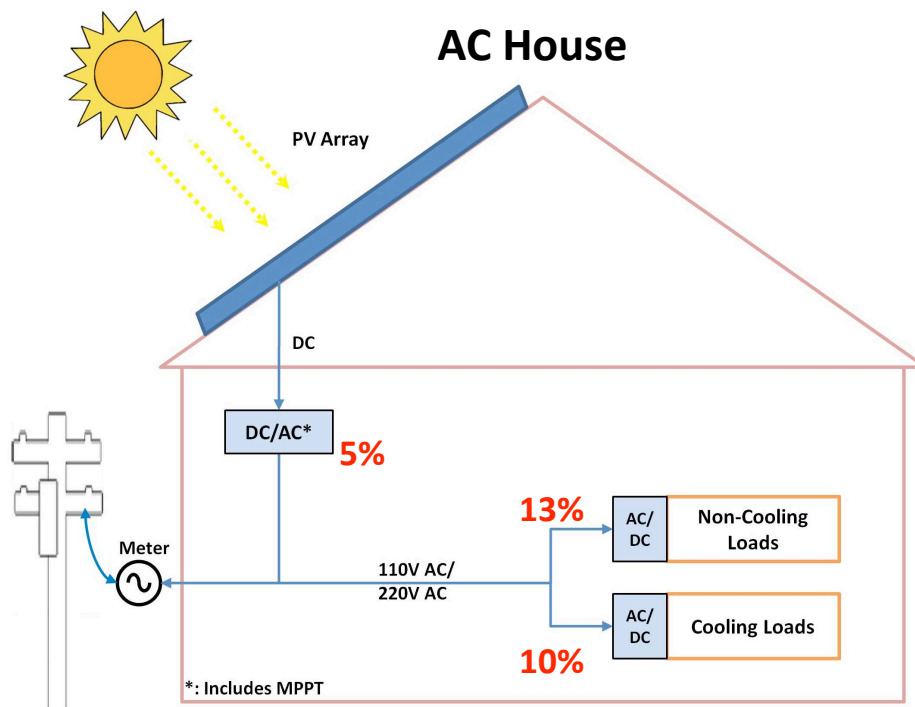 AC House
PV Array
DC
DC/AC*
5%
13%
AC/
DC
Non-Cooling
Loads
Meter
110V AC/
220V AC
AC/
DC
Cooling Loads
10%
*: Includes MPPT